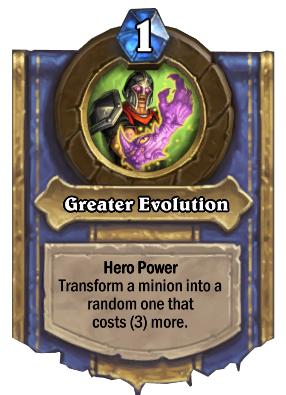 1
Greater Evolution
Hero Power
Transform a minion into a
random one that
costs (3) more.